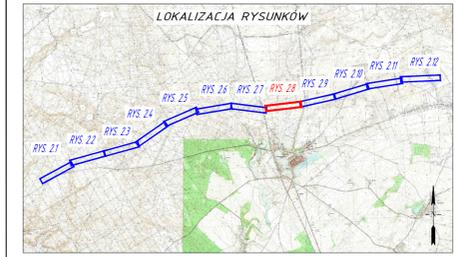 LOKALIZACJA RYSUNKÓW
RYS. 2.1
RYS. 2.2
RYS. 2.3
RYS. 2.4
RYS. 2.5
RYS. 2.6
RYS. 2.7
RYS. 2.8
RYS. 2.9
RYS. 2.10
RYS. 2.11
RYS. 2.12